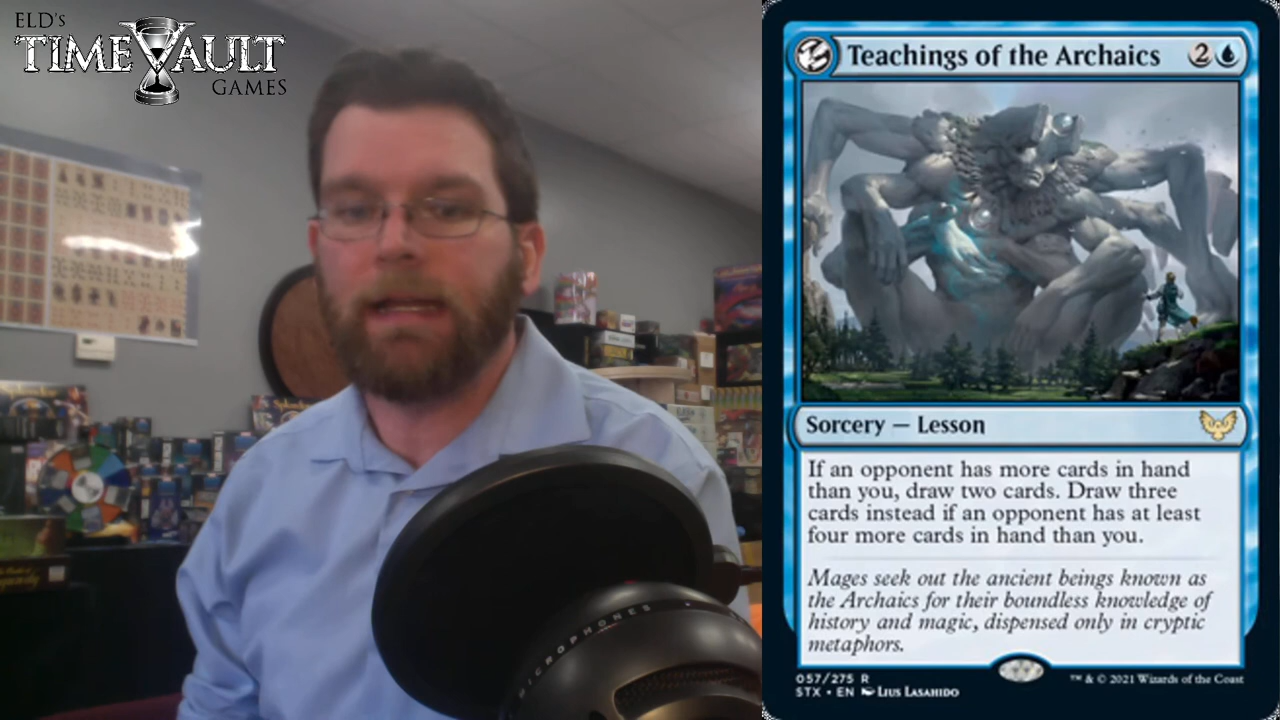 ELD'S
TIME VAULT
GAMES
MICROPHONES
Teachings of the Archaics 2
Sorcery — Lesson
If an opponent has more cards in hand
than you, draw two cards. Draw three
cards instead if an opponent has at least
four more cards in hand than you.
Mages seek out the ancient beings known as
the Archaics for their boundless knowledge of
history and magic, dispensed only in cryptic
metaphors.
057/275 R
STX • EN Lius Lasahido
™ & © 2021 Wizards of the Coast